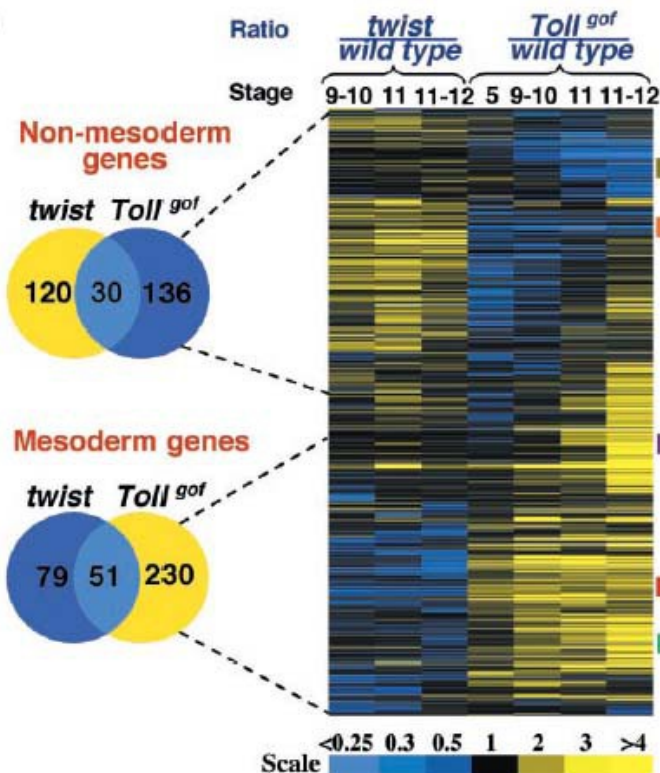 Ratio twist/wild type Toll gof/wild type
Stage 9-10 11 11-12 5 9-10 11 11-12
Non-mesoderm
genes
twist Toll gof
120 30 136
Mesoderm genes
twist Toll gof
79 51 230
<0.25 0.3 0.5 1 2 3 >4
Scale